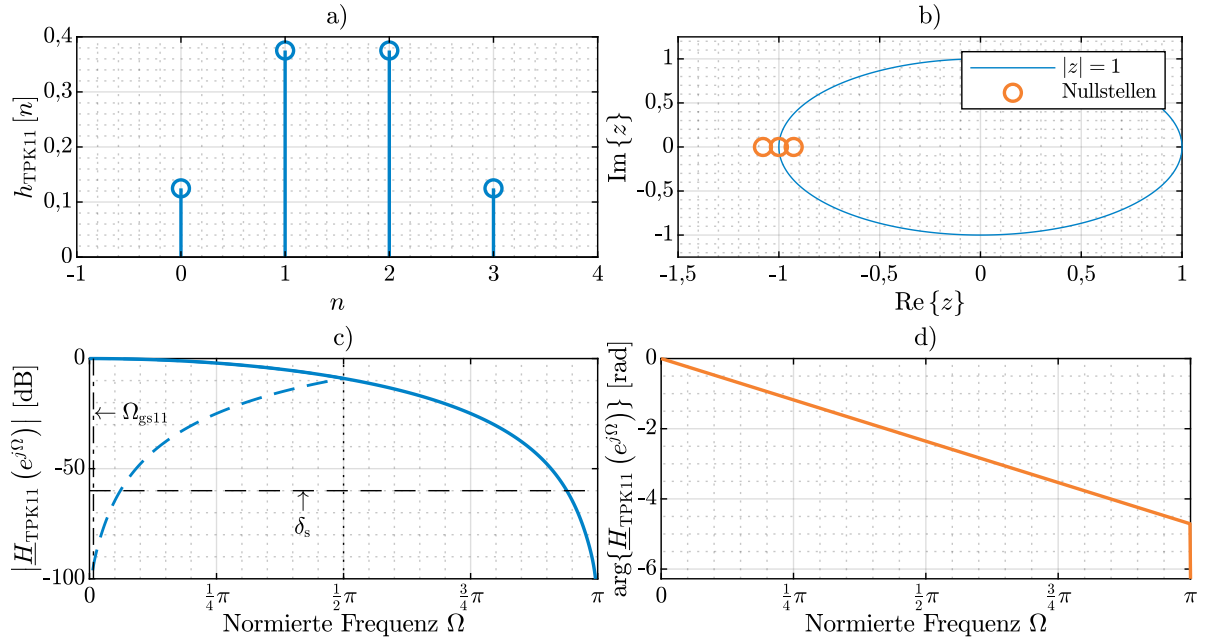 a)
h_TPK11 [n]
0,4
0,3
0,2
0,1
0
-1 0 1 2 3 4
n
b)
Im {z}
1
0,5
0
-0,5
-1
|z| = 1
Nullstellen
-1,5 -1 -0,5 0 0,5 1
Re {z}
c)
|H_TPK11 (e^{jΩ})| [dB]
0
-50
-100
← Ω_gs11
↑
δ_s
0 1/4 π 1/2 π 3/4 π π
Normierte Frequenz Ω
d)
arg{H_TPK11 (e^{jΩ})} [rad]
0
-2
-4
-6
0 1/4 π 1/2 π 3/4 π π
Normierte Frequenz Ω